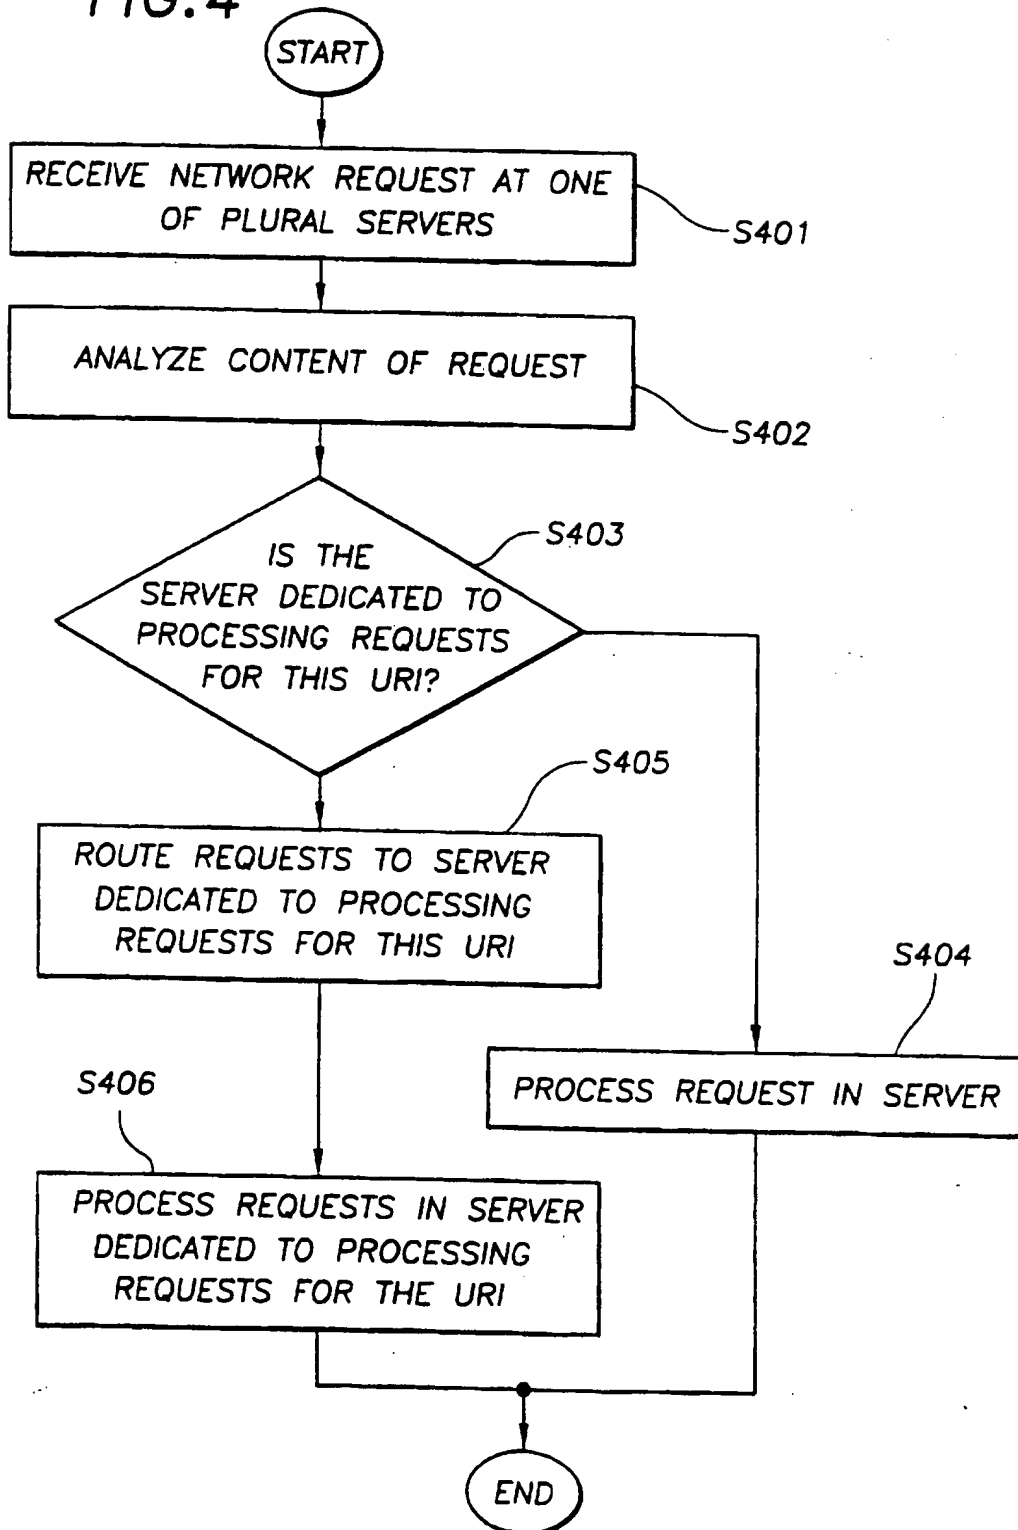 FIG.4
START
RECEIVE NETWORK REQUEST AT ONE
OF PLURAL SERVERS
S401
ANALYZE CONTENT OF REQUEST
S402
S403
IS THE
SERVER DEDICATED TO
PROCESSING REQUESTS
FOR THIS URI?
S405
ROUTE REQUESTS TO SERVER
DEDICATED TO PROCESSING
REQUESTS FOR THIS URI
S404
PROCESS REQUEST IN SERVER
S406
PROCESS REQUESTS IN SERVER
DEDICATED TO PROCESSING
REQUESTS FOR THE URI
END